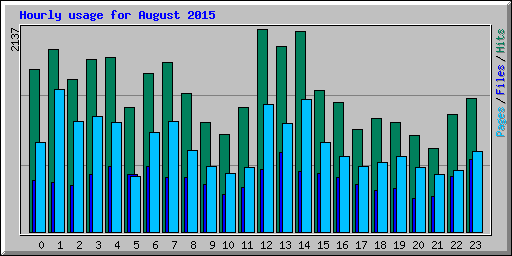 Hourly usage for August 2015
2137
Pages / Files / Hits
0 1 2 3 4 5 6 7 8 9 10 11 12 13 14 15 16 17 18 19 20 21 22 23